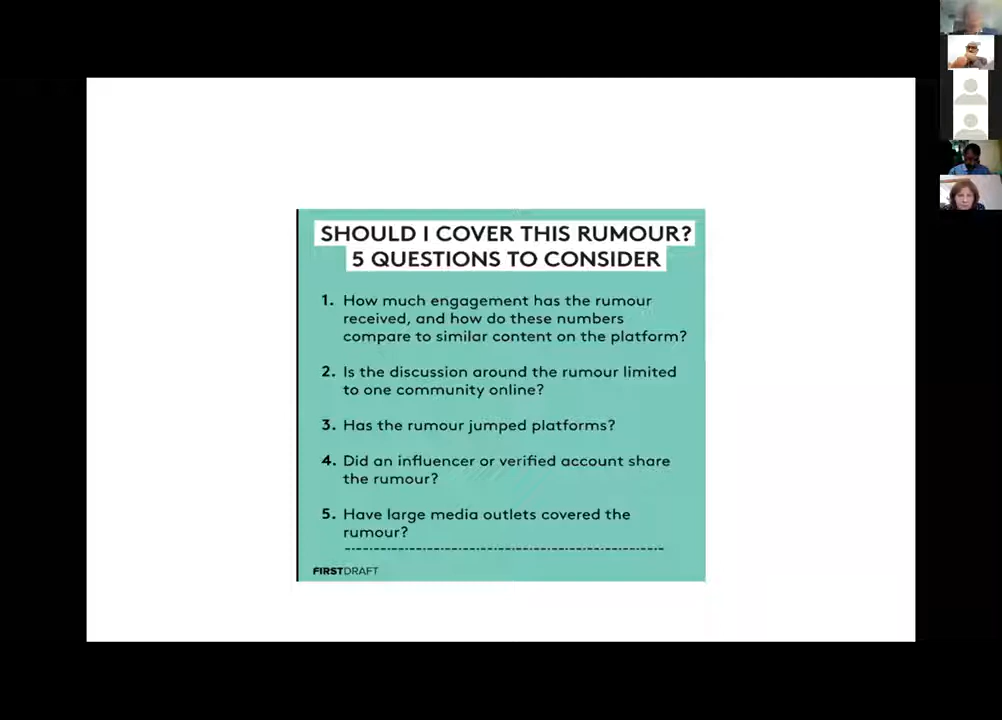 SHOULD I COVER THIS RUMOUR?
5 QUESTIONS TO CONSIDER
1. How much engagement has the rumour
received, and how do these numbers
compare to similar content on the platform?
2. Is the discussion around the rumour limited
to one community online?
3. Has the rumour jumped platforms?
4. Did an influencer or verified account share
the rumour?
5. Have large media outlets covered the
rumour?
FIRSTDRAFT